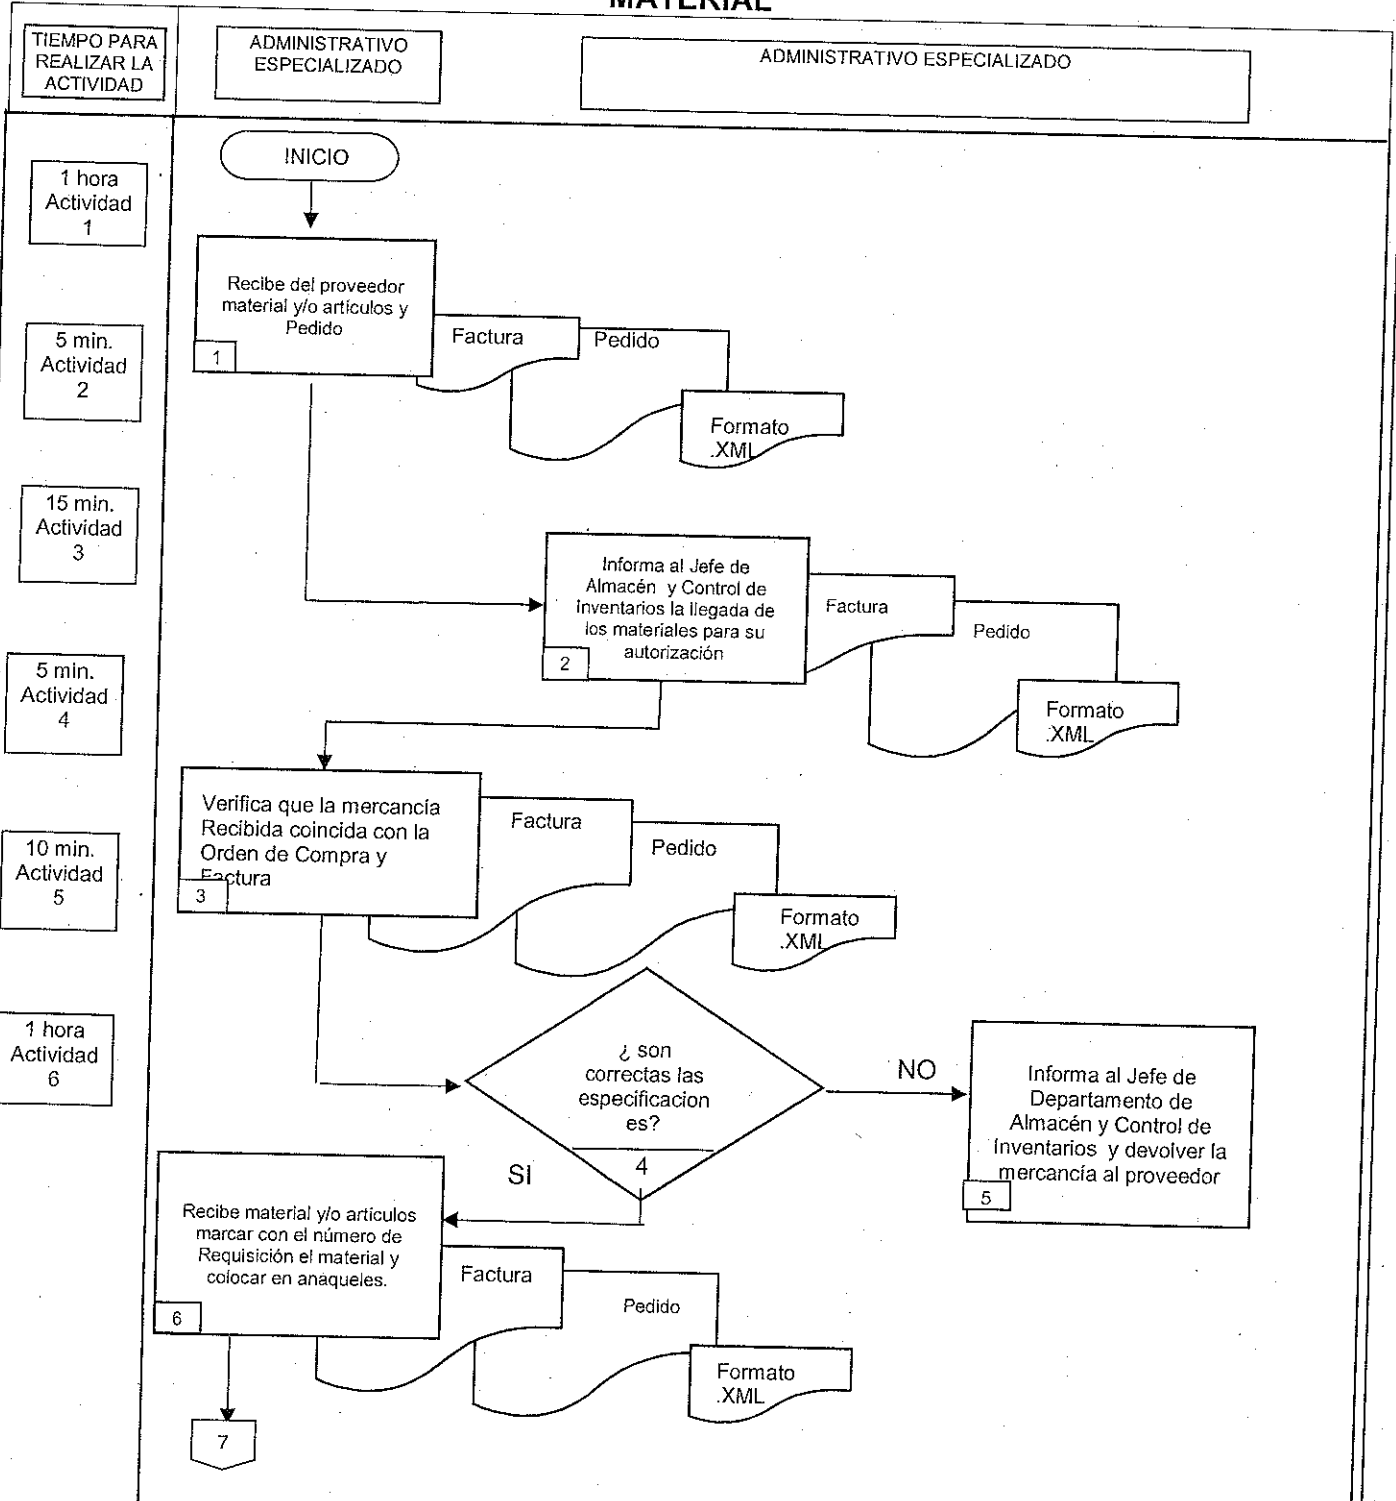 MATERIAL
TIEMPO PARA
REALIZAR LA
ACTIVIDAD
ADMINISTRATIVO
ESPECIALIZADO
ADMINISTRATIVO ESPECIALIZADO
1 hora
Actividad
1
5 min.
Actividad
2
15 min.
Actividad
3
5 min.
Actividad
4
10 min.
Actividad
5
1 hora
Actividad
6
INICIO
Recibe del proveedor
material y/o artículos y
Pedido
1
Factura
Pedido
Formato
.XML
Informa al Jefe de
Almacén y Control de
Inventarios la llegada de
los materiales para su
autorización
2
Factura
Pedido
Formato
.XML
Verifica que la mercancía
Recibida coincida con la
Orden de Compra y
Factura
3
Factura
Pedido
Formato
.XML
¿ son
correctas las
especificacion
es?
4
NO
SI
Informa al Jefe de
Departamento de
Almacén y Control de
Inventarios y devolver la
mercancía al proveedor
5
Recibe material y/o artículos
marcar con el número de
Requisición el material y
colocar en anaqueles.
6
Factura
Pedido
Formato
.XML
7